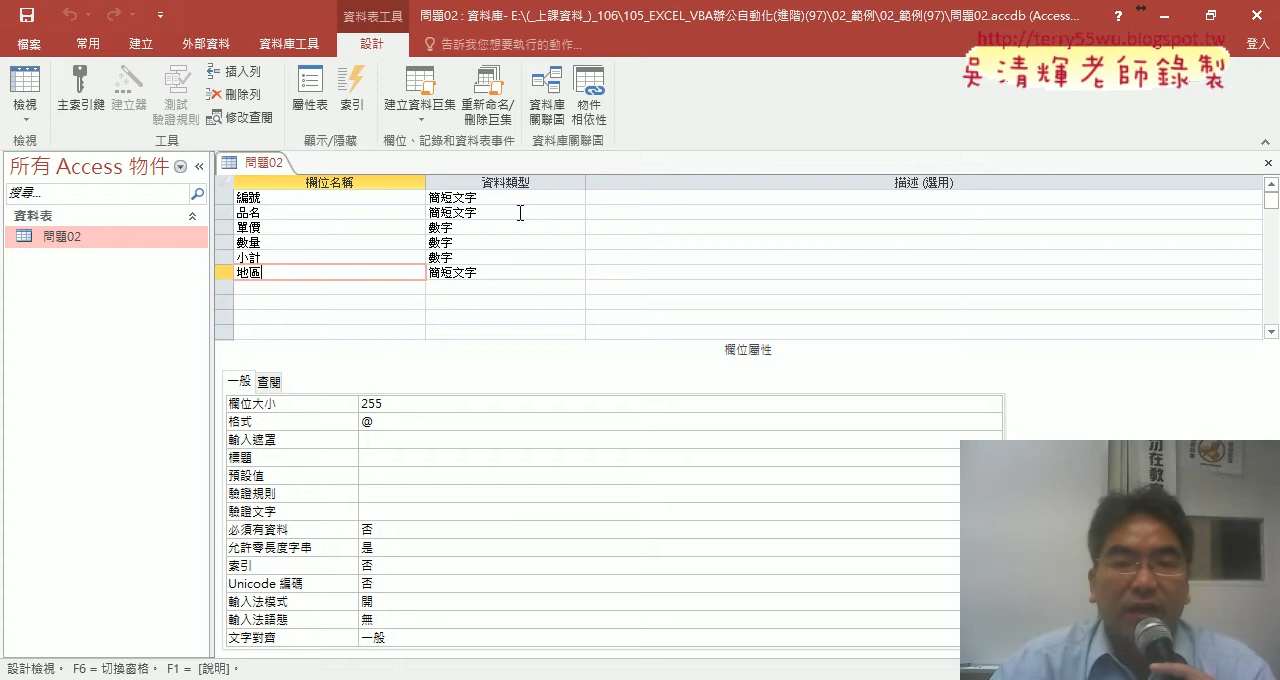 資料表工具
問題02 : 資料庫- E:\(_上課資料_)_106\105_EXCEL_VBA辦公自動化(進階)(97)\02_範例\02_範例(97)\問題02.accdb (Access...
?
檔案 常用 建立 外部資料 資料庫工具 設計 告訴我您想要執行的動作... 登入
http://terry55wu.blogspot.tw
吳清輝老師錄製
檢視 主索引鍵 建立器 測試驗證規則 插入列 刪除列 修改查閱 屬性表 索引 建立資料巨集 重新命名/刪除巨集 資料庫關聯圖 物件相依性
檢視 工具 顯示/隱藏 欄位、記錄和資料表事件 資料庫關聯圖
所有 Access 物件 «
搜尋...
資料表
問題02
問題02
欄位名稱 資料類型 描述 (選用)
編號 簡短文字
品名 簡短文字
單價 數字
數量 數字
小計 數字
地區 簡短文字
欄位屬性
一般 查閱
欄位大小 255
格式 @
輸入遮罩
標題
預設值
驗證規則
驗證文字
必須有資料 否
允許零長度字串 是
索引 否
Unicode 編碼 否
輸入法模式 開
輸入法語態 無
文字對齊 一般
勿在教室
設計檢視。 F6 = 切換窗格。 F1 = [說明]。